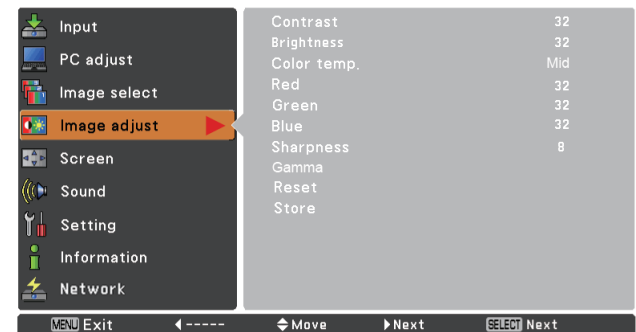 Input
PC adjust
Image select
Image adjust
Screen
Sound
Setting
Information
Network
Contrast 32
Brightness 32
Color temp. Mid
Red 32
Green 32
Blue 32
Sharpness 8
Gamma
Reset
Store
MENU Exit ◀----- Move ▶Next SELECT Next